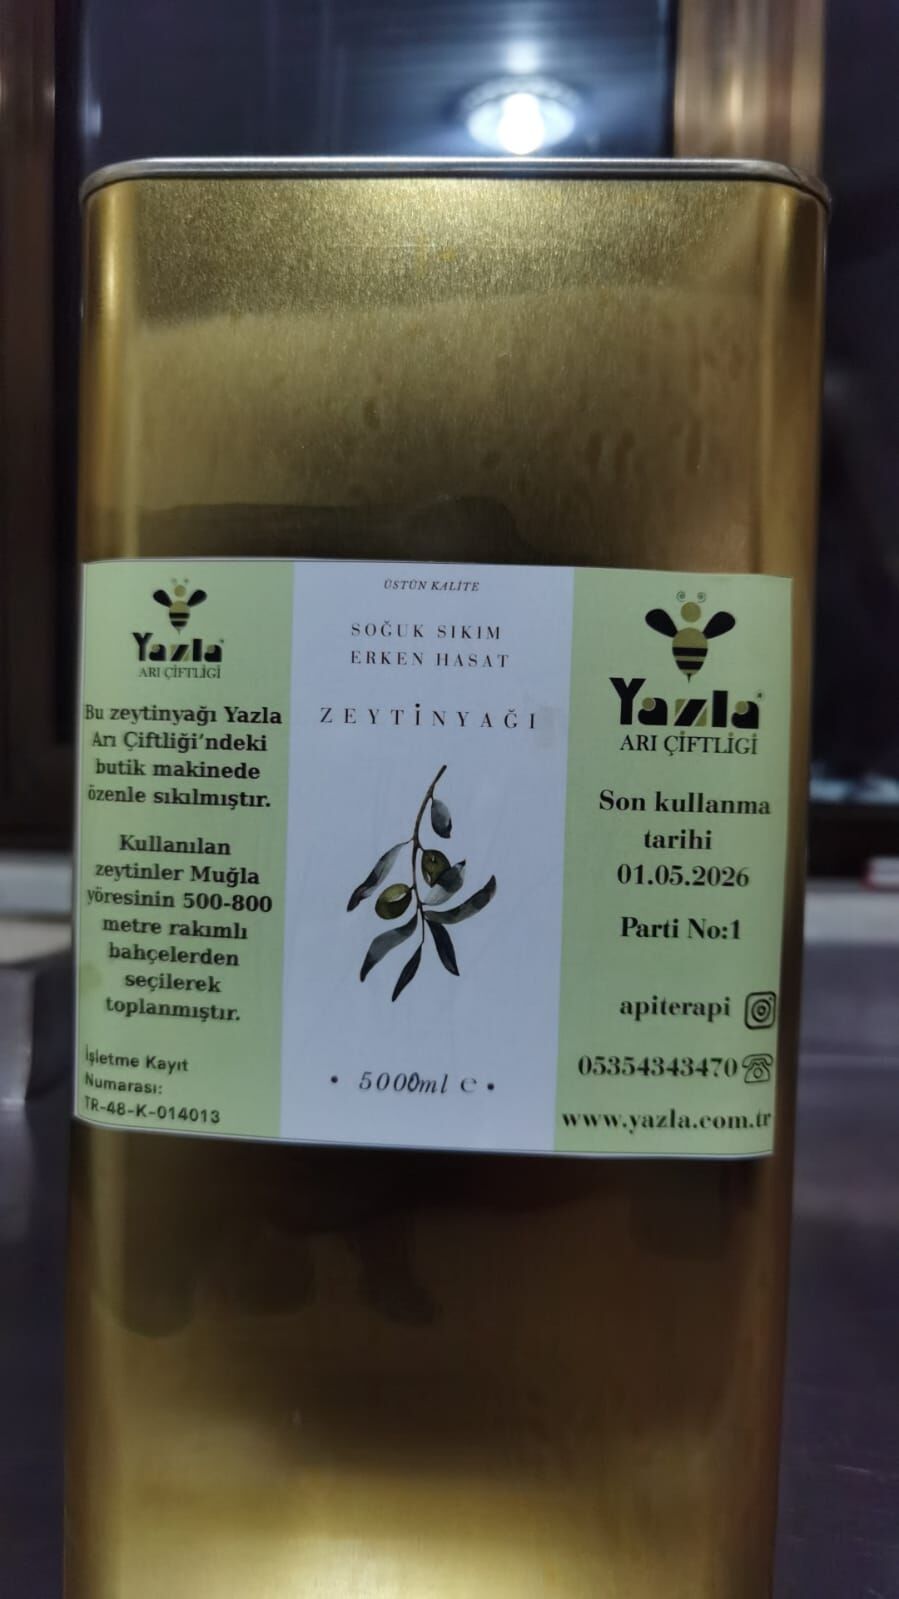 Yazla
ARI ÇİFTLİGİ
Bu zeytinyağı Yazla
Arı Çiftliği'ndeki
butik makinede
özenle sıkılmıştır.
Kullanılan
zeytinler Muğla
yöresinin 500-800
metre rakımlı
bahçelerden
seçilerek
toplanmıştır.
İşletme Kayıt
Numarası:
TR-48-K-014013
ÜSTÜN KALİTE
SOĞUK SIKIM
ERKEN HASAT
ZEYTİNYAĞI
• 5000ml e •
Yazla
ARI ÇİFTLİGİ
Son kullanma
tarihi
01.05.2026
Parti No:1
apiterapi
05354343470
www.yazla.com.tr